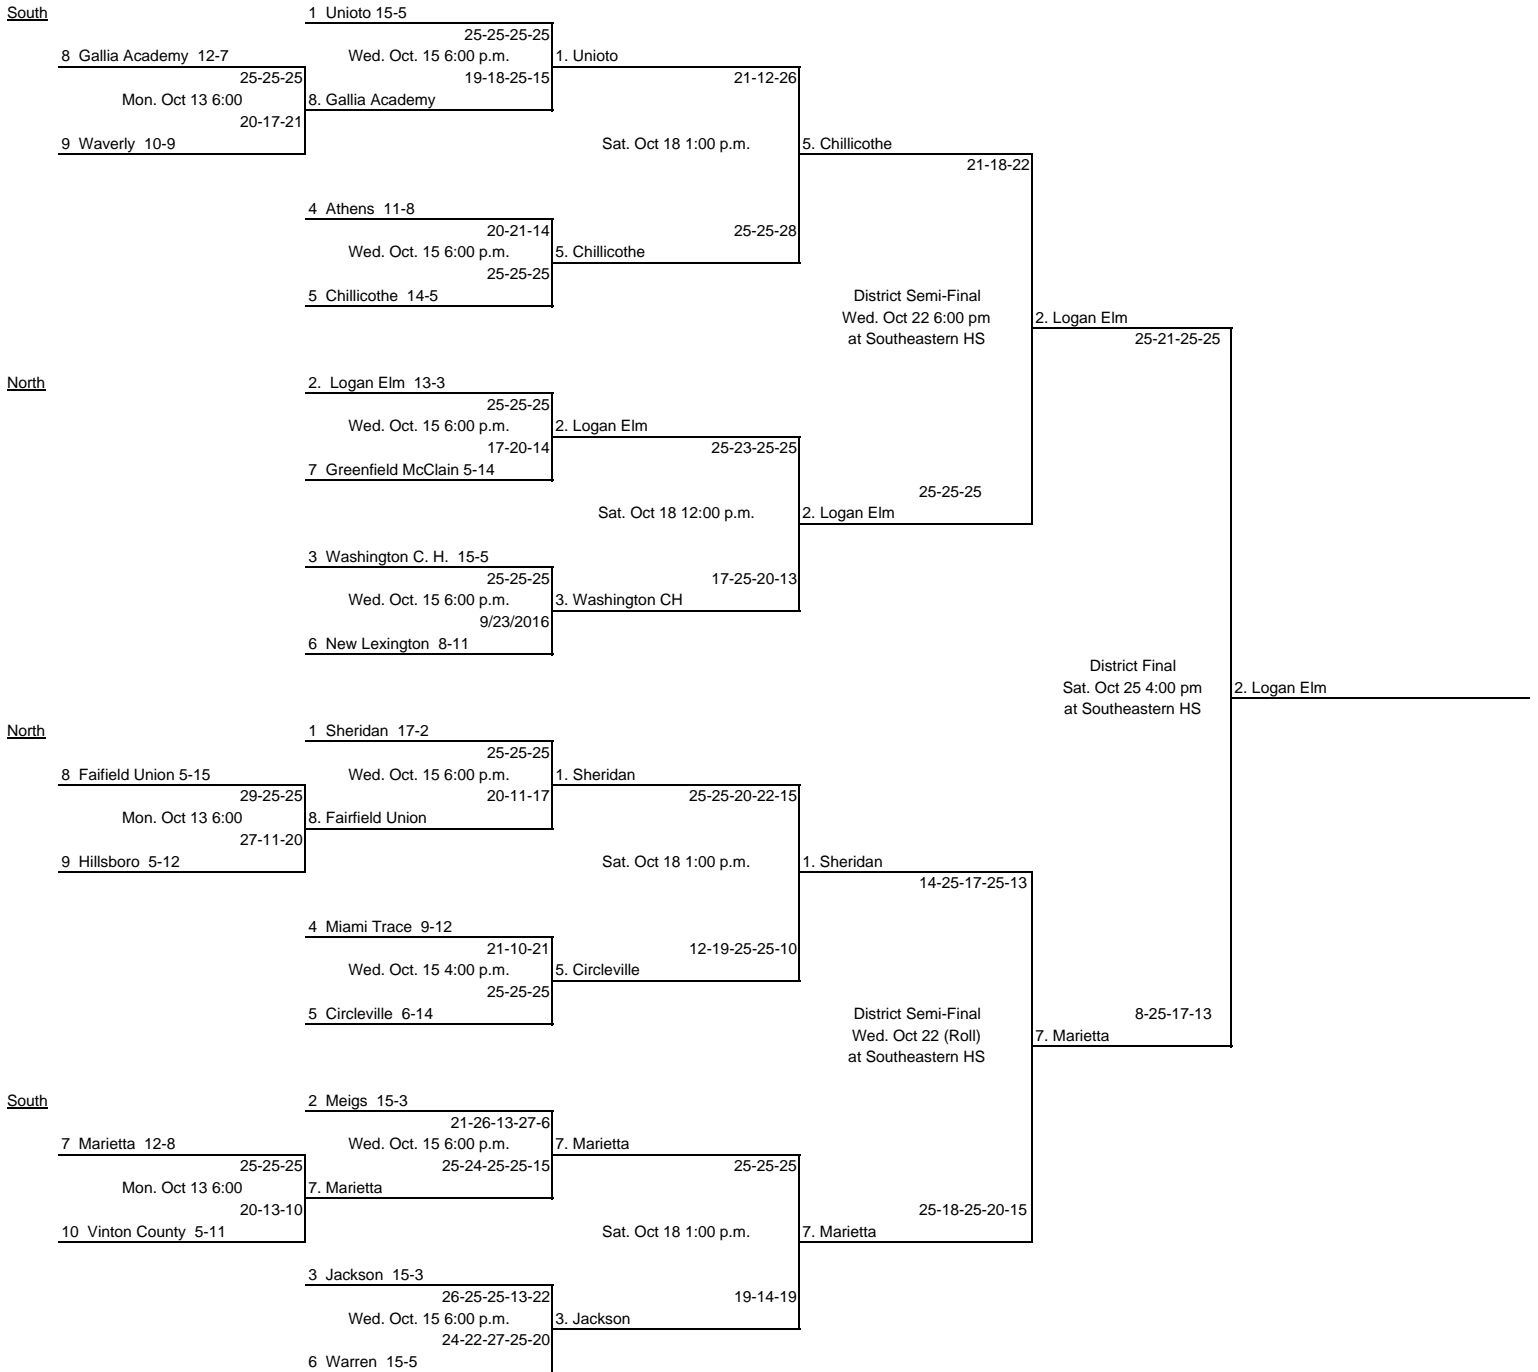 South
1 Unioto 15-5
25-25-25-25
8 Gallia Academy 12-7
Wed. Oct. 15 6:00 p.m.
1. Unioto
25-25-25
19-18-25-15
21-12-26
Mon. Oct 13 6:00
8. Gallia Academy
20-17-21
9 Waverly 10-9
Sat. Oct 18 1:00 p.m.
5. Chillicothe
21-18-22
4 Athens 11-8
20-21-14
25-25-28
Wed. Oct. 15 6:00 p.m.
5. Chillicothe
25-25-25
5 Chillicothe 14-5
District Semi-Final
Wed. Oct 22 6:00 pm
2. Logan Elm
at Southeastern HS
25-21-25-25
North
2. Logan Elm 13-3
25-25-25
Wed. Oct. 15 6:00 p.m.
2. Logan Elm
17-20-14
25-23-25-25
7 Greenfield McClain 5-14
25-25-25
Sat. Oct 18 12:00 p.m.
2. Logan Elm
3 Washington C. H. 15-5
25-25-25
17-25-20-13
Wed. Oct. 15 6:00 p.m.
3. Washington CH
9/23/2016
6 New Lexington 8-11
District Final
Sat. Oct 25 4:00 pm
2. Logan Elm
at Southeastern HS
North
1 Sheridan 17-2
25-25-25
8 Faifield Union 5-15
Wed. Oct. 15 6:00 p.m.
1. Sheridan
29-25-25
20-11-17
25-25-20-22-15
Mon. Oct 13 6:00
8. Fairfield Union
27-11-20
9 Hillsboro 5-12
Sat. Oct 18 1:00 p.m.
1. Sheridan
14-25-17-25-13
4 Miami Trace 9-12
21-10-21
12-19-25-25-10
Wed. Oct. 15 4:00 p.m.
5. Circleville
25-25-25
5 Circleville 6-14
District Semi-Final
8-25-17-13
Wed. Oct 22 (Roll)
7. Marietta
at Southeastern HS
South
2 Meigs 15-3
21-26-13-27-6
7 Marietta 12-8
Wed. Oct. 15 6:00 p.m.
7. Marietta
25-25-25
25-24-25-25-15
25-25-25
Mon. Oct 13 6:00
7. Marietta
20-13-10
25-18-25-20-15
10 Vinton County 5-11
Sat. Oct 18 1:00 p.m.
7. Marietta
3 Jackson 15-3
26-25-25-13-22
19-14-19
Wed. Oct. 15 6:00 p.m.
3. Jackson
24-22-27-25-20
6 Warren 15-5